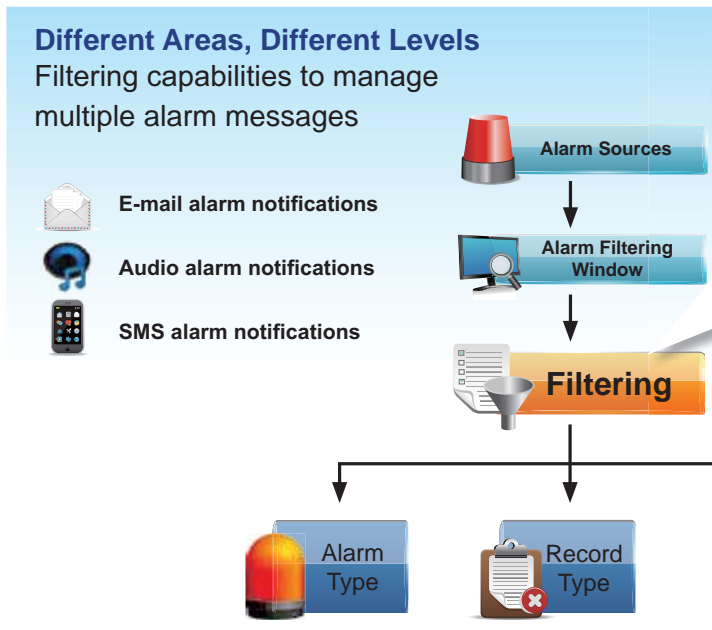 Different Areas, Different Levels
Filtering capabilities to manage
multiple alarm messages
E-mail alarm notifications
Audio alarm notifications
SMS alarm notifications
Alarm Sources
Alarm Filtering
Window
Filtering
Alarm
Type
Record
Type